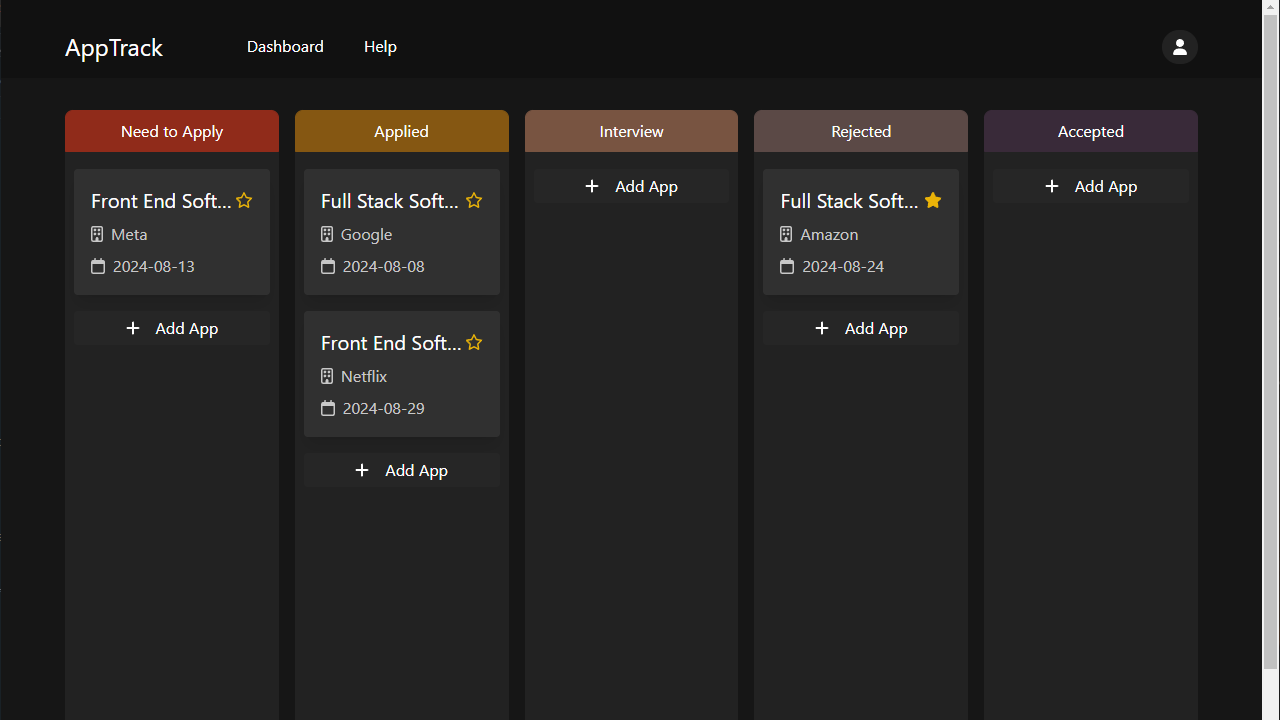 AppTrack
Dashboard
Help
Need to Apply
Front End Soft...
Meta
2024-08-13
Add App
Applied
Full Stack Soft...
Google
2024-08-08
Front End Soft...
Netflix
2024-08-29
Add App
Interview
Add App
Rejected
Full Stack Soft...
Amazon
2024-08-24
Add App
Accepted
Add App